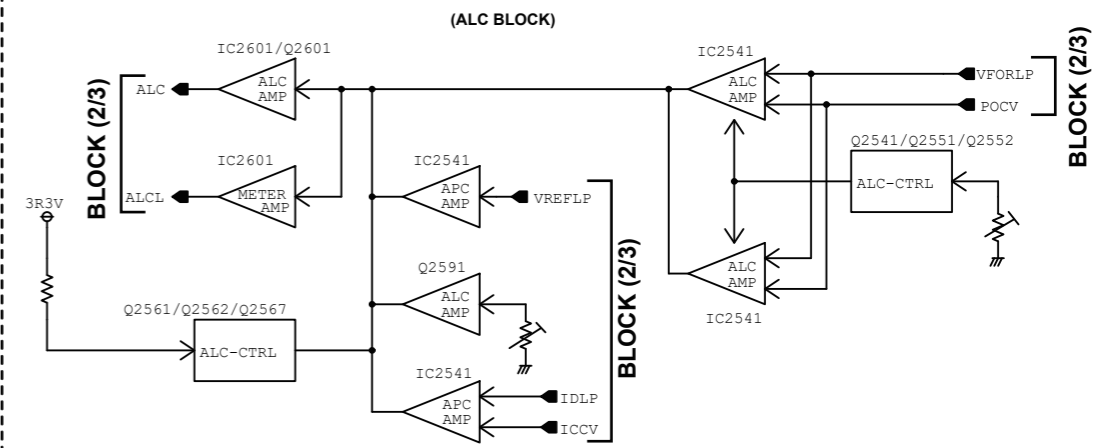 (ALC BLOCK)
IC2601/Q2601
ALC
AMP
ALC
BLOCK (2/3)
IC2601
METER
AMP
ALCL
3R3V
Q2561/Q2562/Q2567
ALC-CTRL
IC2541
APC
AMP
VREFLP
Q2591
ALC
AMP
IC2541
APC
AMP
IDLP
ICCV
BLOCK (2/3)
IC2541
ALC
AMP
VFORLP
POCV
BLOCK (2/3)
Q2541/Q2551/Q2552
ALC-CTRL
ALC
AMP
IC2541